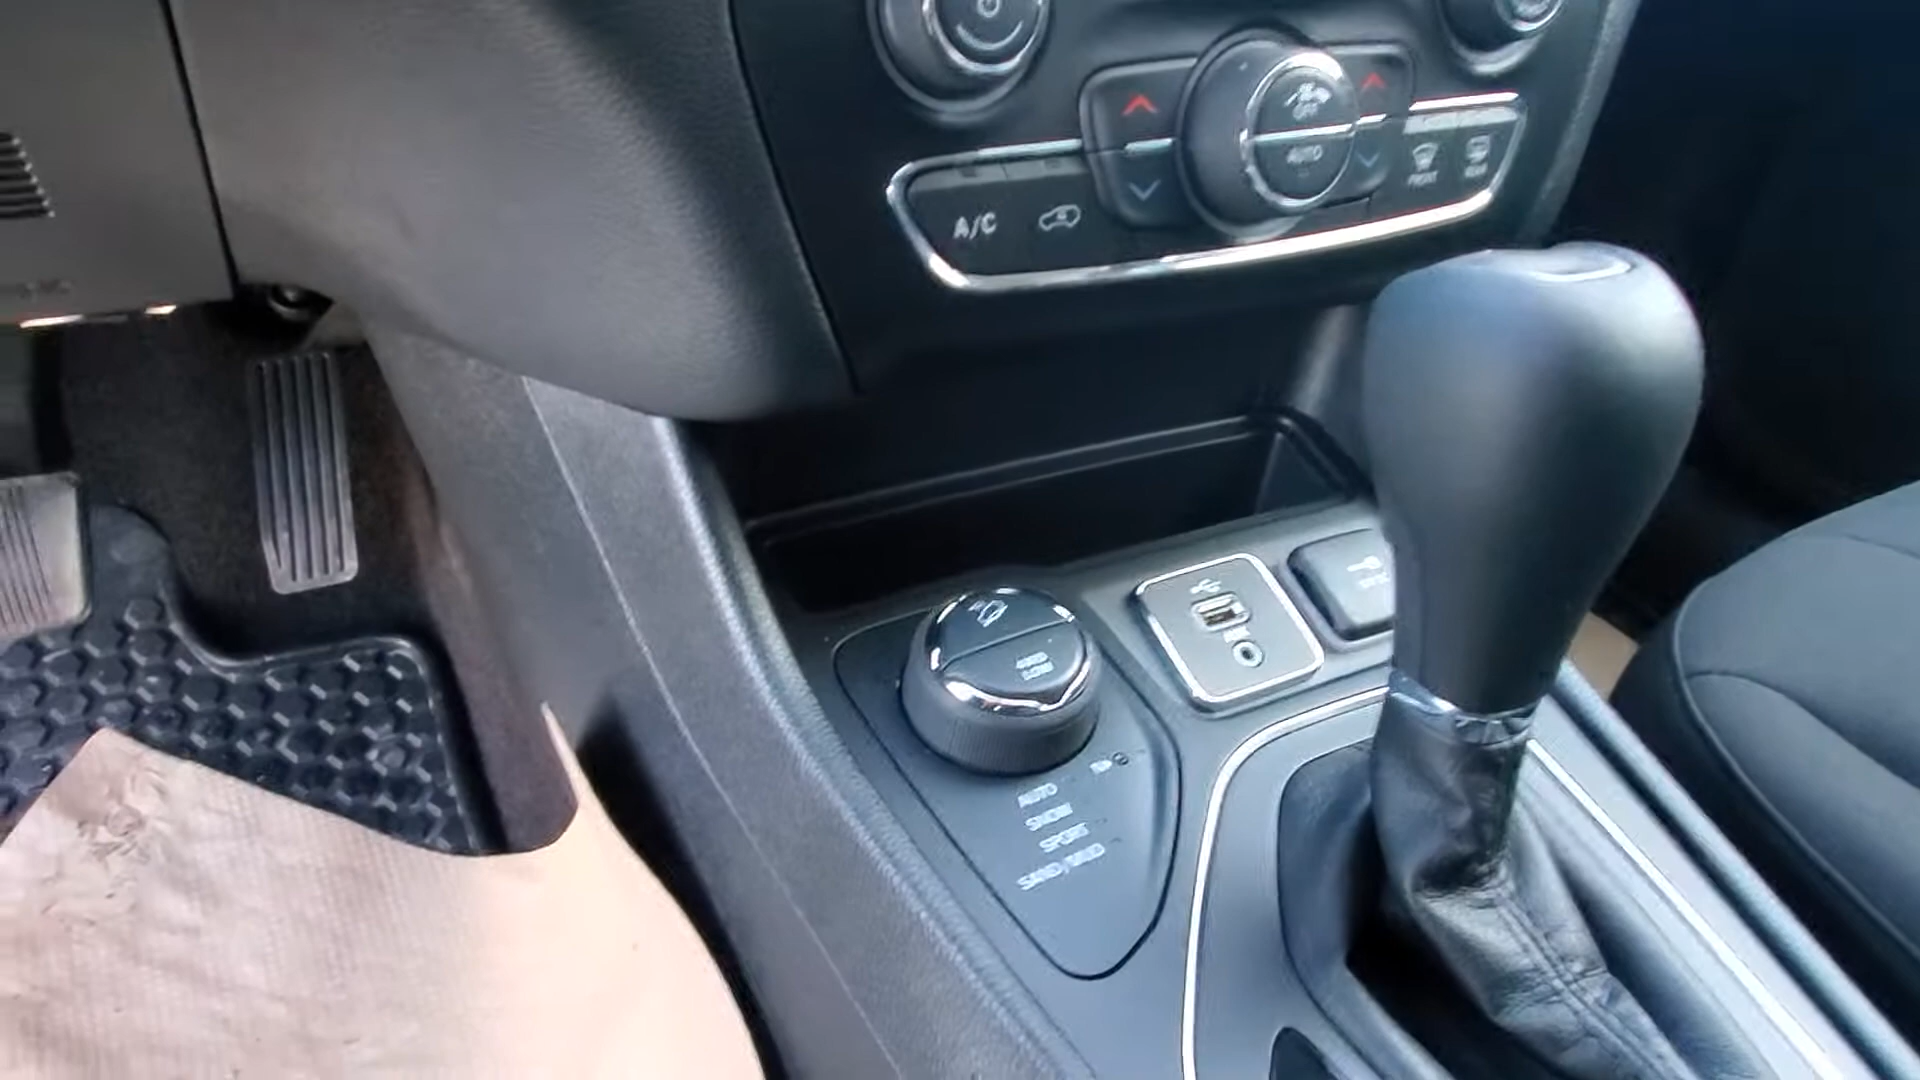 OFF
AUTO
A/C
FRONT
REAR
4WD
LOW
AUTO
SNOW
SPORT
SAND/MUD